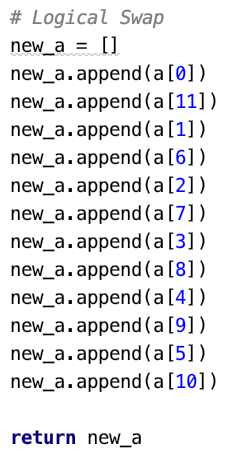 # Logical Swap
new_a = []
new_a.append(a[0])
new_a.append(a[11])
new_a.append(a[1])
new_a.append(a[6])
new_a.append(a[2])
new_a.append(a[7])
new_a.append(a[3])
new_a.append(a[8])
new_a.append(a[4])
new_a.append(a[9])
new_a.append(a[5])
new_a.append(a[10])
return new_a